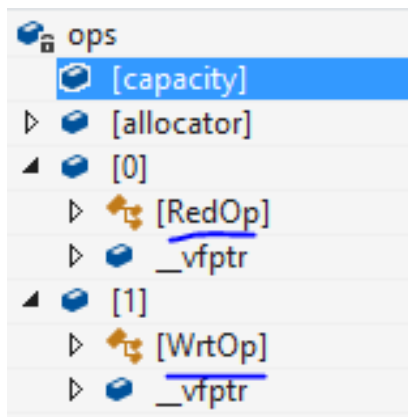 ops
[capacity]
[allocator]
[0]
[RedOp]
__vfptr
[1]
[WrtOp]
__vfptr